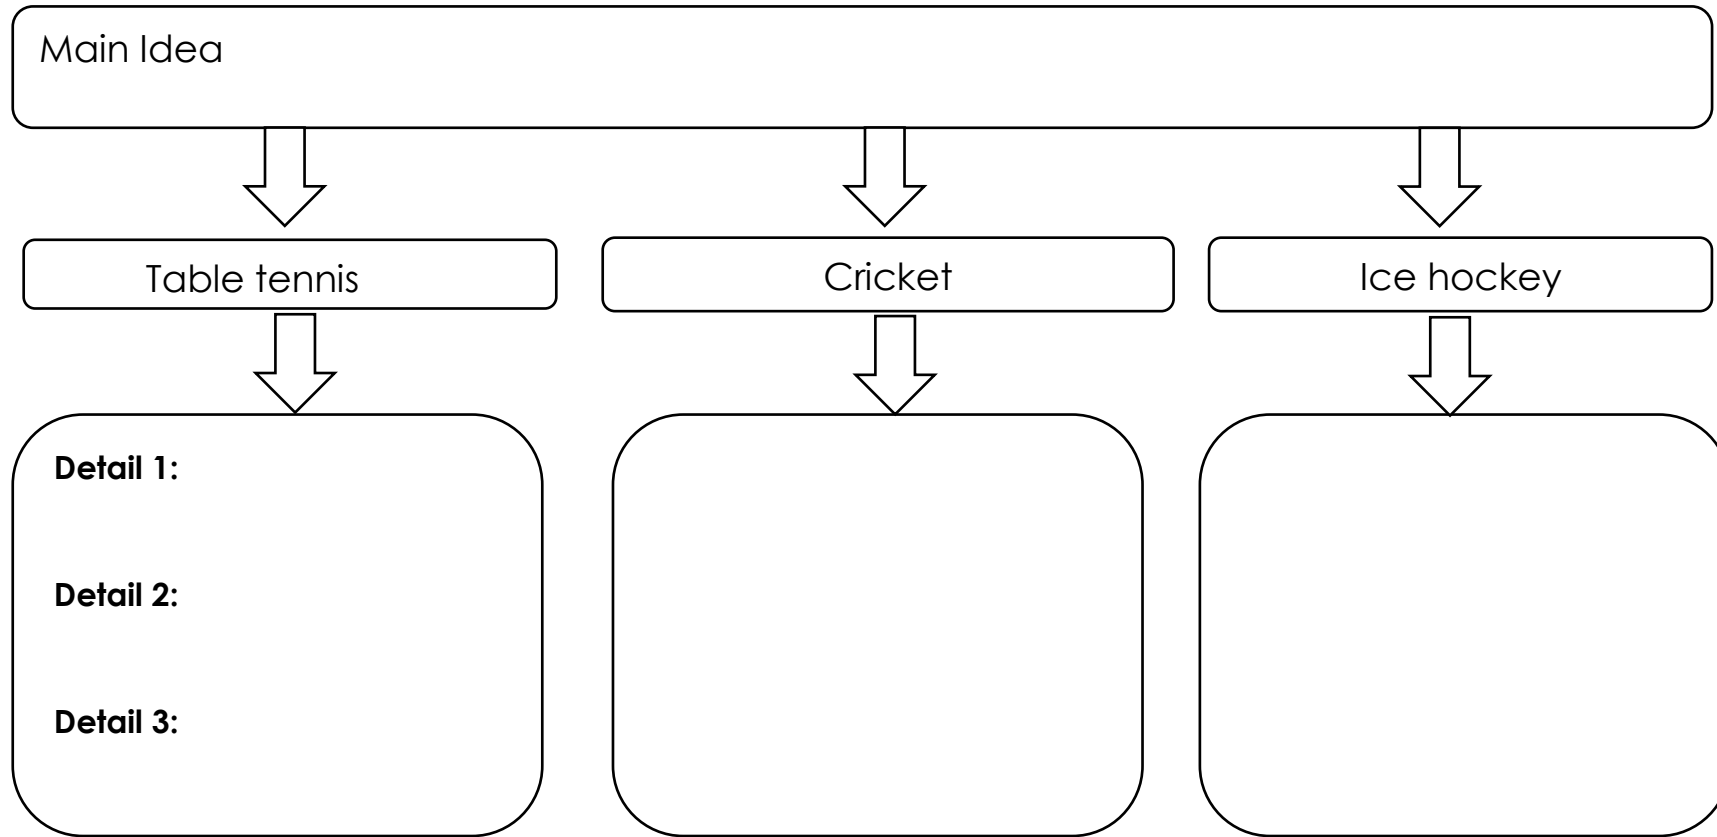 Main Idea
Table tennis
Cricket
Ice hockey
Detail 1:
Detail 2:
Detail 3: